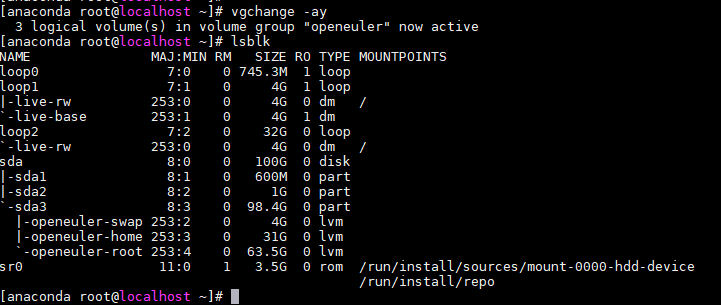 [anaconda root@localhost ~]# vgchange -ay
  3 logical volume(s) in volume group "openeuler" now active
[anaconda root@localhost ~]# lsblk
NAME               MAJ:MIN RM   SIZE RO TYPE MOUNTPOINTS
loop0                7:0    0 745.3M  1 loop
loop1                7:1    0     4G  1 loop
|-live-rw          253:0    0     4G  0 dm   /
`-live-base        253:1    0     4G  1 dm
loop2                7:2    0    32G  0 loop
`-live-rw          253:0    0     4G  0 dm   /
sda                  8:0    0   100G  0 disk
|-sda1               8:1    0   600M  0 part
|-sda2               8:2    0     1G  0 part
`-sda3               8:3    0  98.4G  0 part
  |-openeuler-swap 253:2    0     4G  0 lvm
  |-openeuler-home 253:3    0    31G  0 lvm
  `-openeuler-root 253:4    0  63.5G  0 lvm
sr0                 11:0    1   3.5G  0 rom  /run/install/sources/mount-0000-hdd-device
                                             /run/install/repo
[anaconda root@localhost ~]#